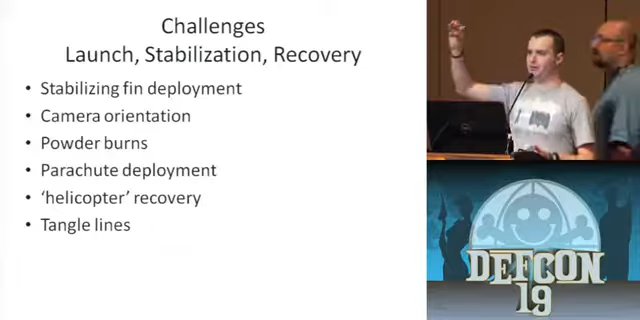 Challenges
Launch, Stabilization, Recovery
• Stabilizing fin deployment
• Camera orientation
• Powder burns
• Parachute deployment
• ‘helicopter’ recovery
• Tangle lines
DEFCON
19